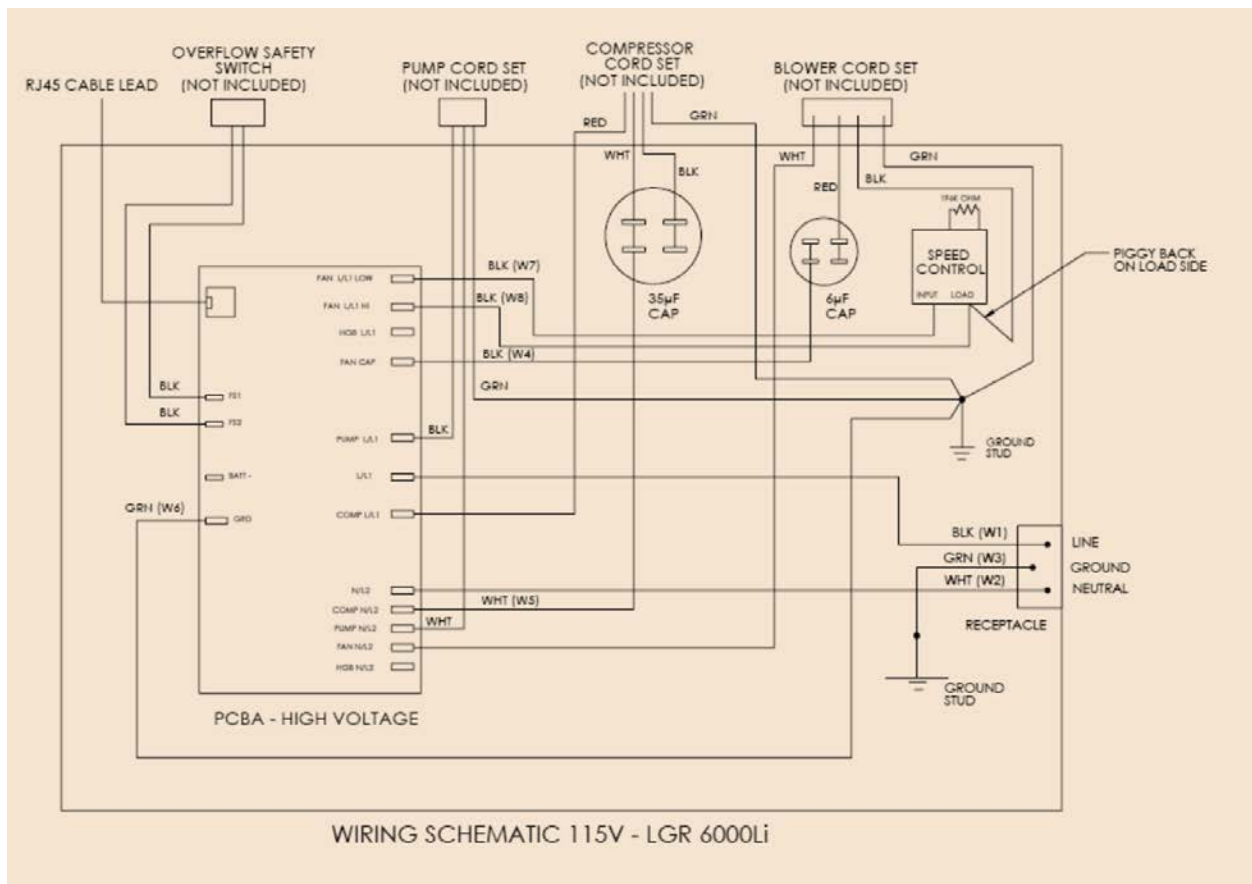 OVERFLOW SAFETY
SWITCH
(NOT INCLUDED)
RJ45 CABLE LEAD
PUMP CORD SET
(NOT INCLUDED)
COMPRESSOR
CORD SET
(NOT INCLUDED)
BLOWER CORD SET
(NOT INCLUDED)
RED
GRN
WHT
BLK
WHT
RED
BLK
GRN
OHM
SPEED
CONTROL
INPUT LOAD
PIGGY BACK
ON LOAD SIDE
35µF
CAP
6µF
CAP
FAN L/L1 LOW
BLK (W7)
FAN L/L1 HI
BLK (W8)
HGB L/L1
FAN CAP
BLK (W4)
GRN
BLK
FS1
BLK
FS2
PUMP L/L1
BLK
BATT -
L/L1
GRN (W6)
GRD
COMP L/L1
GROUND
STUD
BLK (W1)
LINE
GRN (W3)
GROUND
WHT (W2)
NEUTRAL
RECEPTACLE
N/L2
COMP N/L2
WHT (W5)
PUMP N/L2
WHT
FAN N/L2
HGB N/L2
GROUND
STUD
PCBA - HIGH VOLTAGE
WIRING SCHEMATIC 115V - LGR 6000Li